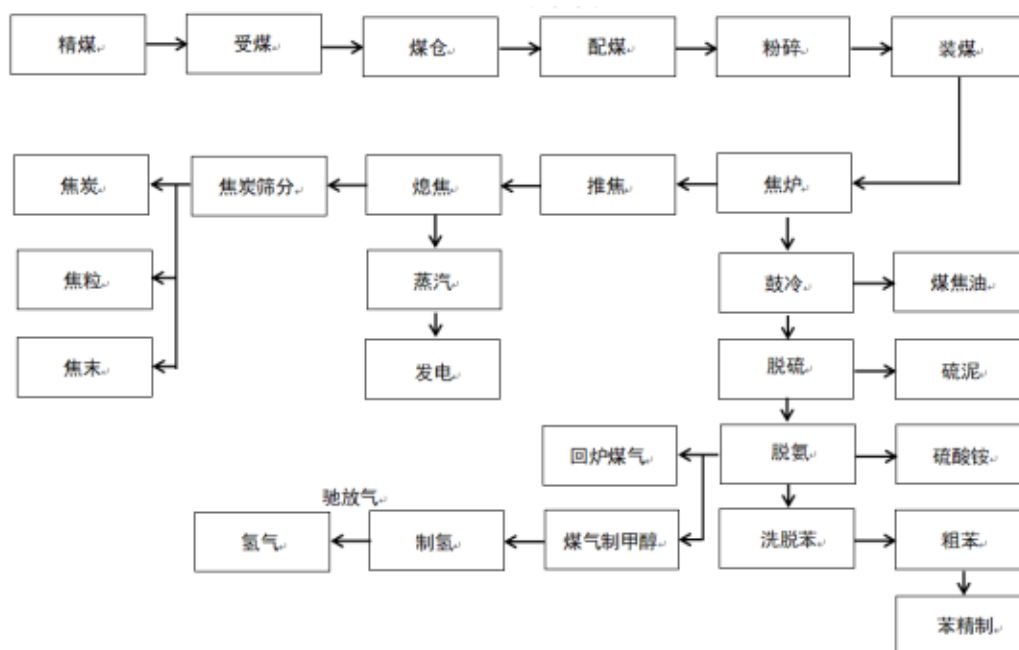 精煤
受煤
煤仓
配煤
粉碎
装煤
焦炭
焦炭筛分
熄焦
推焦
焦炉
焦粒
蒸汽
鼓冷
煤焦油
焦末
发电
脱硫
硫泥
回炉煤气
脱氨
硫酸铵
驰放气
氢气
制氢
煤气制甲醇
洗脱苯
粗苯
苯精制